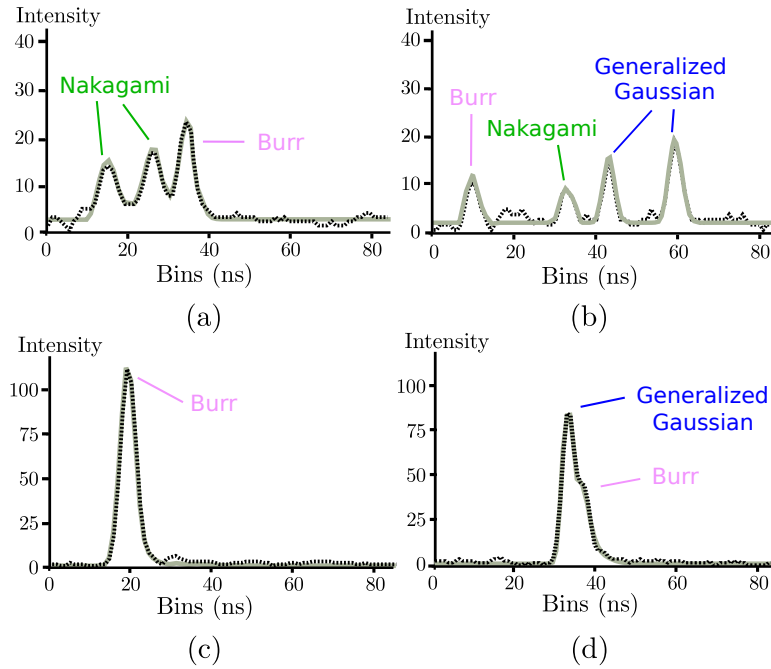 Intensity
40
30
20
10
0
0 20 40 60 80
Bins (ns)
Nakagami
Burr
(a)
Intensity
40
30
20
10
0
0 20 40 60 80
Bins (ns)
Burr
Nakagami
Generalized
Gaussian
(b)
Intensity
100
75
50
25
0
0 20 40 60 80
Bins (ns)
Burr
(c)
Intensity
100
75
50
25
0
0 20 40 60 80
Bins (ns)
Generalized
Gaussian
Burr
(d)